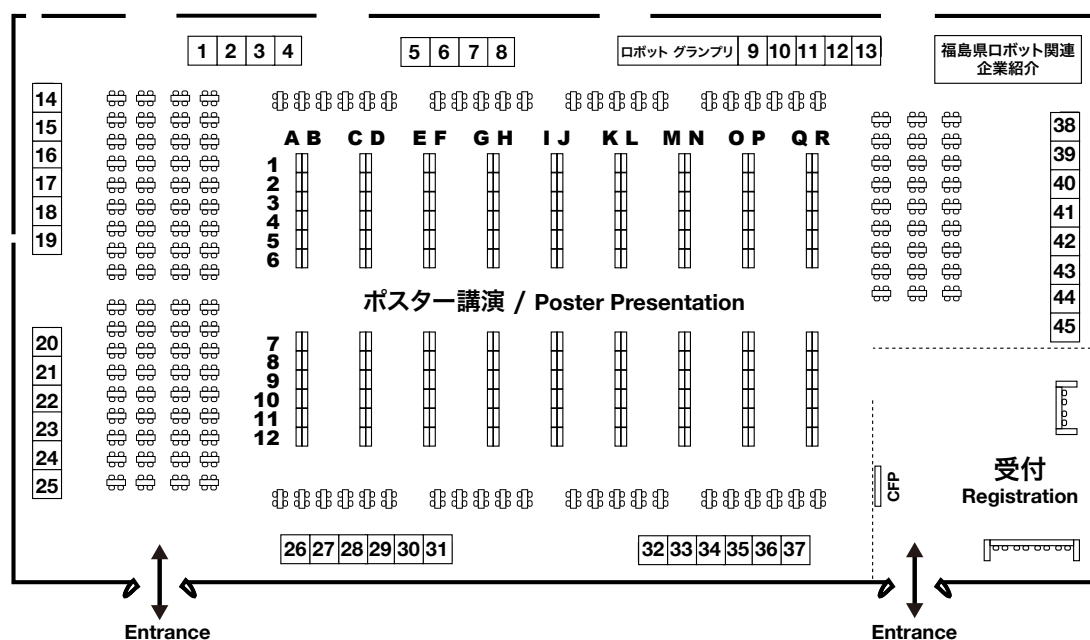 1 2 3 4
5 6 7 8
ロボット グランプリ 9 10 11 12 13
福島県ロボット関連
企業紹介
14
15
16
17
18
19
A B C D E F G H I J K L M N O P Q R
1
2
3
4
5
6
38
39
40
41
42
43
44
45
ポスター講演 / Poster Presentation
20
21
22
23
24
25
7
8
9
10
11
12
受付
Registration
CFP
26 27 28 29 30 31
32 33 34 35 36 37
Entrance
Entrance